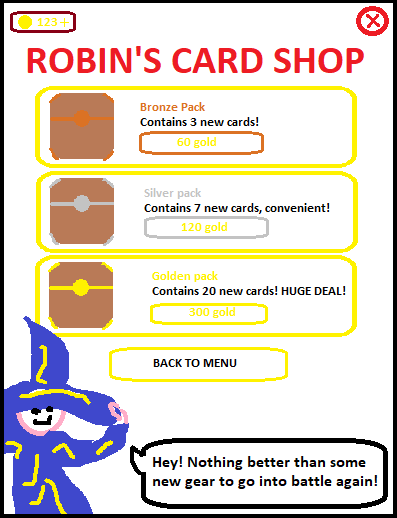 123+
ROBIN'S CARD SHOP
Bronze Pack
Contains 3 new cards!
60 gold
Silver pack
Contains 7 new cards, convenient!
120 gold
Golden pack
Contains 20 new cards! HUGE DEAL!
300 gold
BACK TO MENU
Hey! Nothing better than some
new gear to go into battle again!